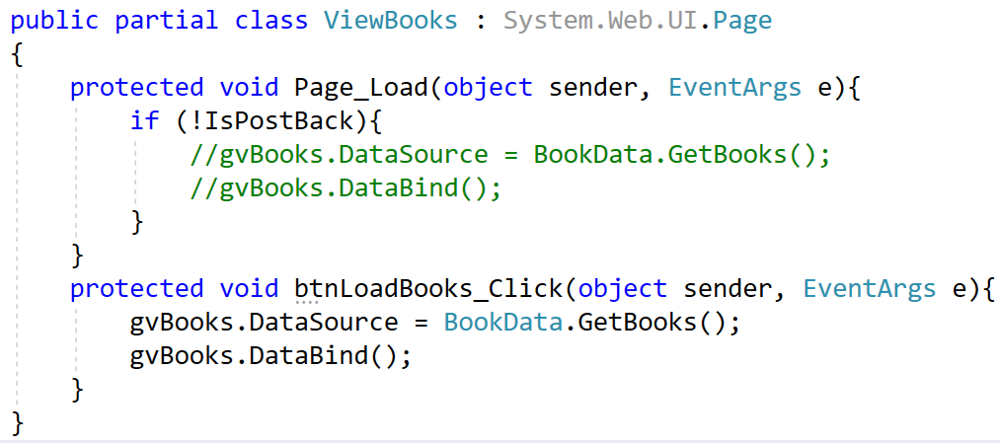 public partial class ViewBooks : System.Web.UI.Page
{
    protected void Page_Load(object sender, EventArgs e){
        if (!IsPostBack){
            //gvBooks.DataSource = BookData.GetBooks();
            //gvBooks.DataBind();
        }
    }
    protected void btnLoadBooks_Click(object sender, EventArgs e){
        gvBooks.DataSource = BookData.GetBooks();
        gvBooks.DataBind();
    }
}